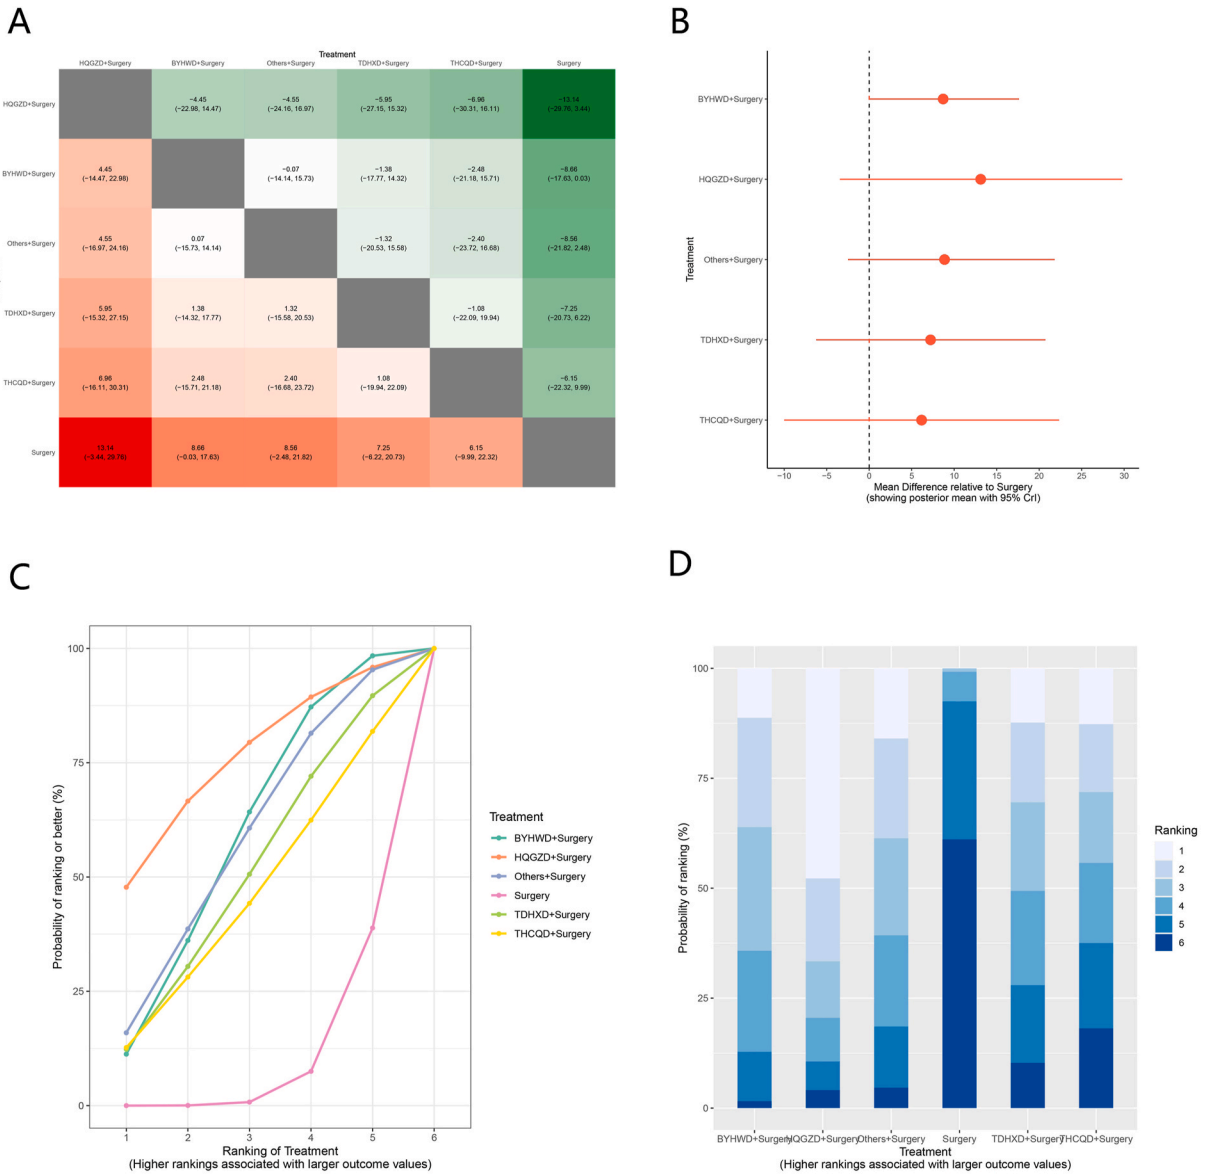 A
Treatment
HQGZD+Surgery BYHWD+Surgery Others+Surgery TDHXD+Surgery THCQD+Surgery Surgery
HQGZD+Surgery
−4.45 −4.55 −5.95 −6.96 −13.14
(−22.98, 14.47) (−24.16, 16.97) (−27.15, 15.32) (−30.31, 16.11) (−29.76, 3.44)
BYHWD+Surgery
4.45 −0.07 −1.38 −2.48 −8.66
(−14.47, 22.98) (−14.14, 15.73) (−17.77, 14.32) (−21.18, 15.71) (−17.63, 0.03)
Others+Surgery
4.55 0.07 −1.32 −2.40 −8.56
(−16.97, 24.16) (−15.73, 14.14) (−20.53, 15.58) (−23.72, 16.68) (−21.82, 2.48)
TDHXD+Surgery
5.95 1.38 1.32 −1.08 −7.25
(−15.32, 27.15) (−14.32, 17.77) (−15.58, 20.53) (−22.09, 19.94) (−20.73, 6.22)
THCQD+Surgery
6.96 2.48 2.40 1.08 −6.15
(−16.11, 30.31) (−15.71, 21.18) (−16.68, 23.72) (−19.94, 22.09) (−22.32, 9.99)
Surgery
13.14 8.66 8.56 7.25 6.15
(−3.44, 29.76) (−0.03, 17.63) (−2.48, 21.82) (−6.22, 20.73) (−9.99, 22.32)
B
Treatment
BYHWD+Surgery
HQGZD+Surgery
Others+Surgery
TDHXD+Surgery
THCQD+Surgery
−10 −5 0 5 10 15 20 25 30
Mean Difference relative to Surgery
(showing posterior mean with 95% CrI)
C
Probability of ranking or better (%)
100
75
50
25
0
1 2 3 4 5 6
Ranking of Treatment
(Higher rankings associated with larger outcome values)
Treatment
BYHWD+Surgery
HQGZD+Surgery
Others+Surgery
Surgery
TDHXD+Surgery
THCQD+Surgery
D
Probability of ranking (%)
100
75
50
25
0
BYHWD+Surgery HQGZD+Surgery Others+Surgery Surgery TDHXD+Surgery THCQD+Surgery
Treatment
(Higher rankings associated with larger outcome values)
Ranking
1
2
3
4
5
6